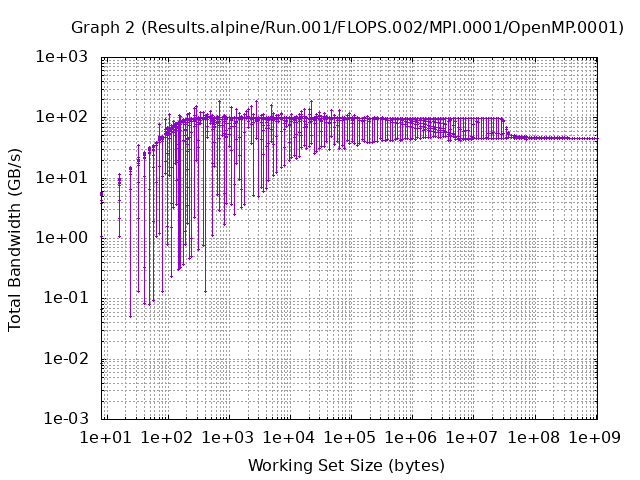 Graph 2 (Results.alpine/Run.001/FLOPS.002/MPI.0001/OpenMP.0001)
1e+03
1e+02
1e+01
1e+00
1e-01
1e-02
1e-03
Total Bandwidth (GB/s)
1e+01 1e+02 1e+03 1e+04 1e+05 1e+06 1e+07 1e+08 1e+09
Working Set Size (bytes)